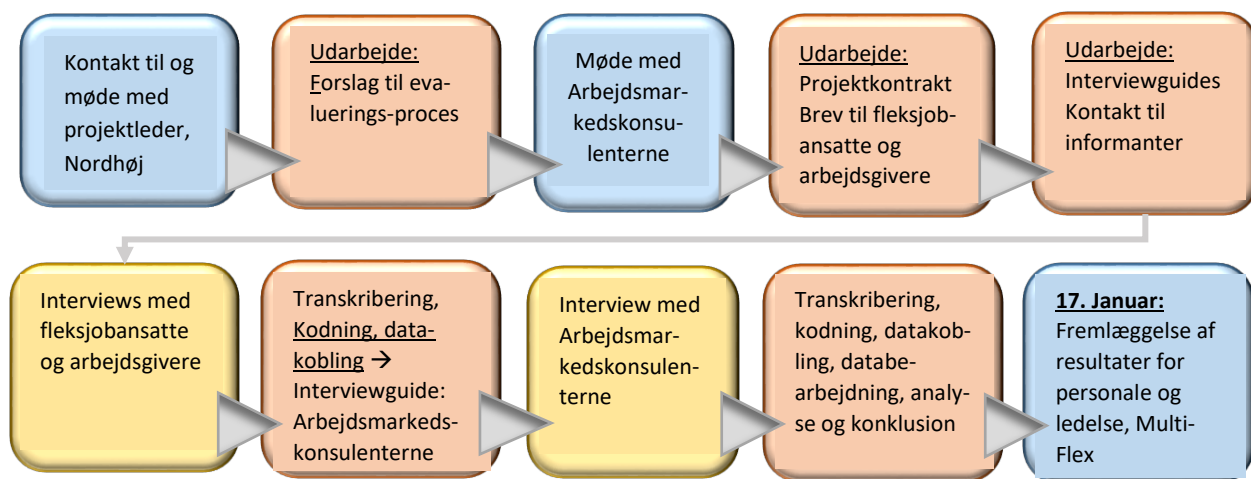 Kontakt til og
møde med
projektleder,
Nordhøj
Udarbejde:
Forslag til eva-
luerings-proces
Møde med
Arbejdsmar-
kedskonsu-
lenterne
Udarbejde:
Projektkontrakt
Brev til fleksjob-
ansatte og
arbejdsgivere
Udarbejde:
Interviewguides
Kontakt til
informanter
Interviews med
fleksjobansatte
og arbejdsgivere
Transkribering,
Kodning, data-
kobling →
Interviewguide:
Arbejdsmarkeds-
konsulenterne
Interview med
Arbejdsmar-
kedskonsulen-
terne
Transkribering,
kodning, datakob-
ling, databe-
arbejdning, analy-
se og konklusion
17. Januar:
Fremlæggelse af
resultater for
personale og
ledelse, Multi-
Flex